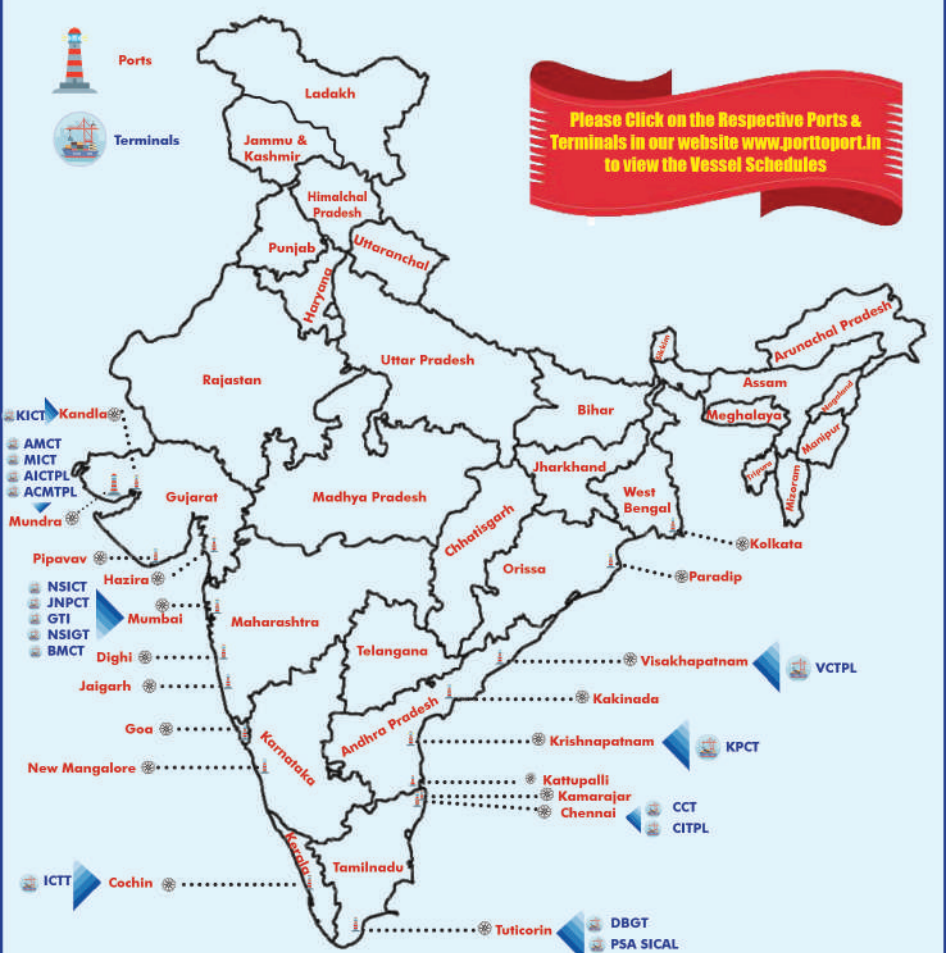 Ports
Terminals
Please Click on the Respective Ports &
Terminals in our website www.porttoport.in
to view the Vessel Schedules
Ladakh
Jammu &
Kashmir
Himalchal
Pradesh
Punjab
Uttaranchal
Haryana
Rajastan
Uttar Pradesh
Sikkim
Arunachal Pradesh
Assam
Nagaland
Meghalaya
Manipur
Tripura
Mizoram
Bihar
Jharkhand
West
Bengal
KICT
Kandla
AMCT
MICT
AICTPL
ACMTPL
Mundra
Gujarat
Madhya Pradesh
Chhatisgarh
Orissa
Kolkata
Paradip
Pipavav
Hazira
NSICT
JNPCT
GTI
NSIGT
BMCT
Mumbai
Maharashtra
Telangana
Dighi
Jaigarh
Goa
New Mangalore
Karnataka
Andhra Pradesh
Visakhapatnam
VCTPL
Kakinada
Krishnapatnam
KPCT
Kattupalli
Kamarajar
Chennai
CCT
CITPL
Kerala
Tamilnadu
ICTT
Cochin
Tuticorin
DBGT
PSA SICAL